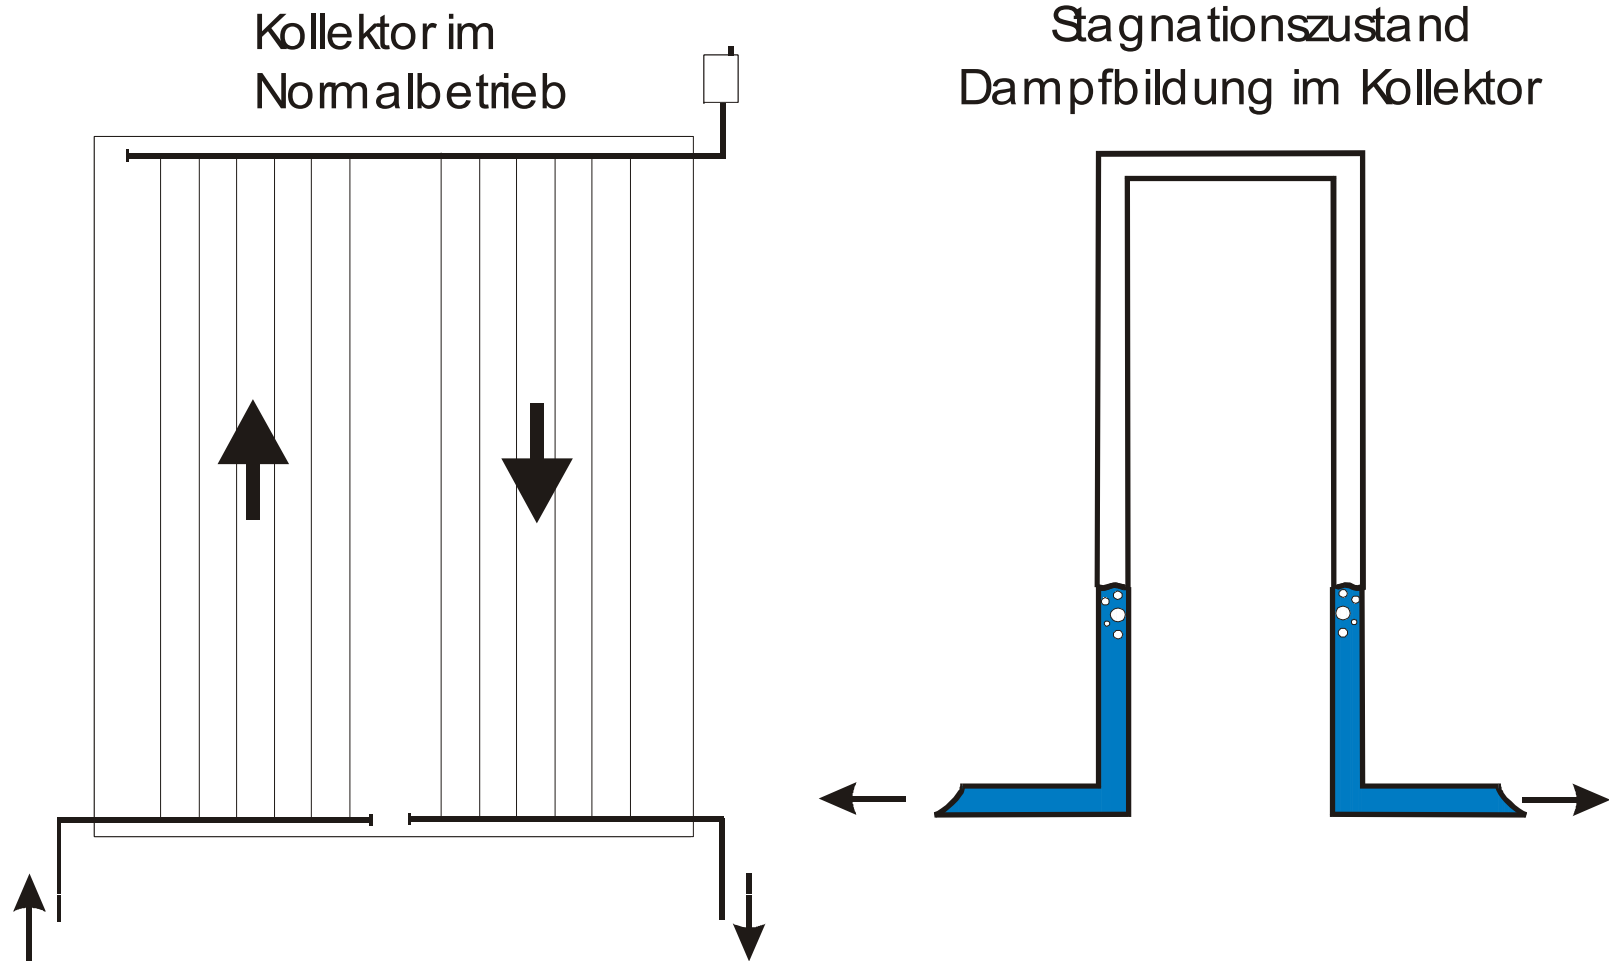 Kollektor im
Normalbetrieb
Stagnationszustand
Dampfbildung im Kollektor